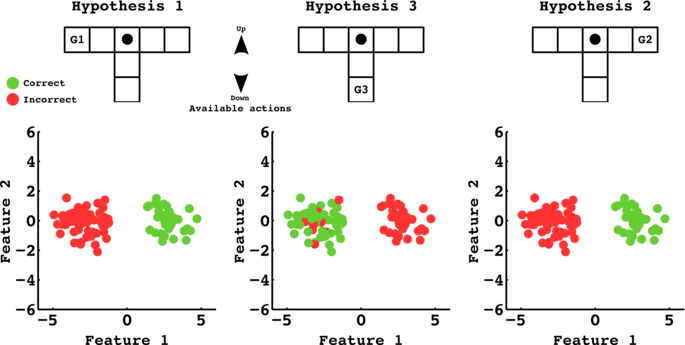 Hypothesis 1
Hypothesis 3
Hypothesis 2
G1
Up
G2
Correct
Incorrect
G3
Down
Available actions
6
4
2
0
−2
−4
−6
Feature 2
−5
0
5
Feature 1
6
4
2
0
−2
−4
−6
Feature 2
−5
0
5
Feature 1
6
4
2
0
−2
−4
−6
Feature 2
−5
0
5
Feature 1